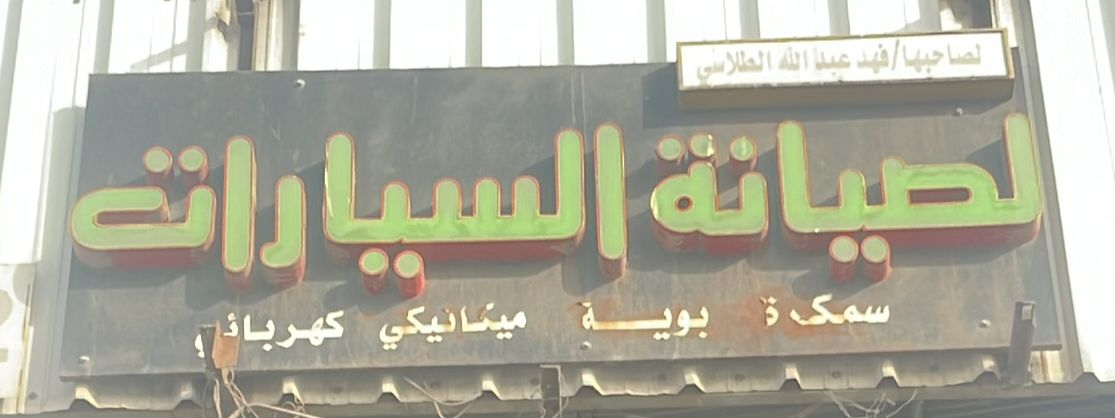 لصاحبها/فهد عبدالله الطلاسي
لصيانة السيارات
سمكرة بوية ميكانيكي كهربائي